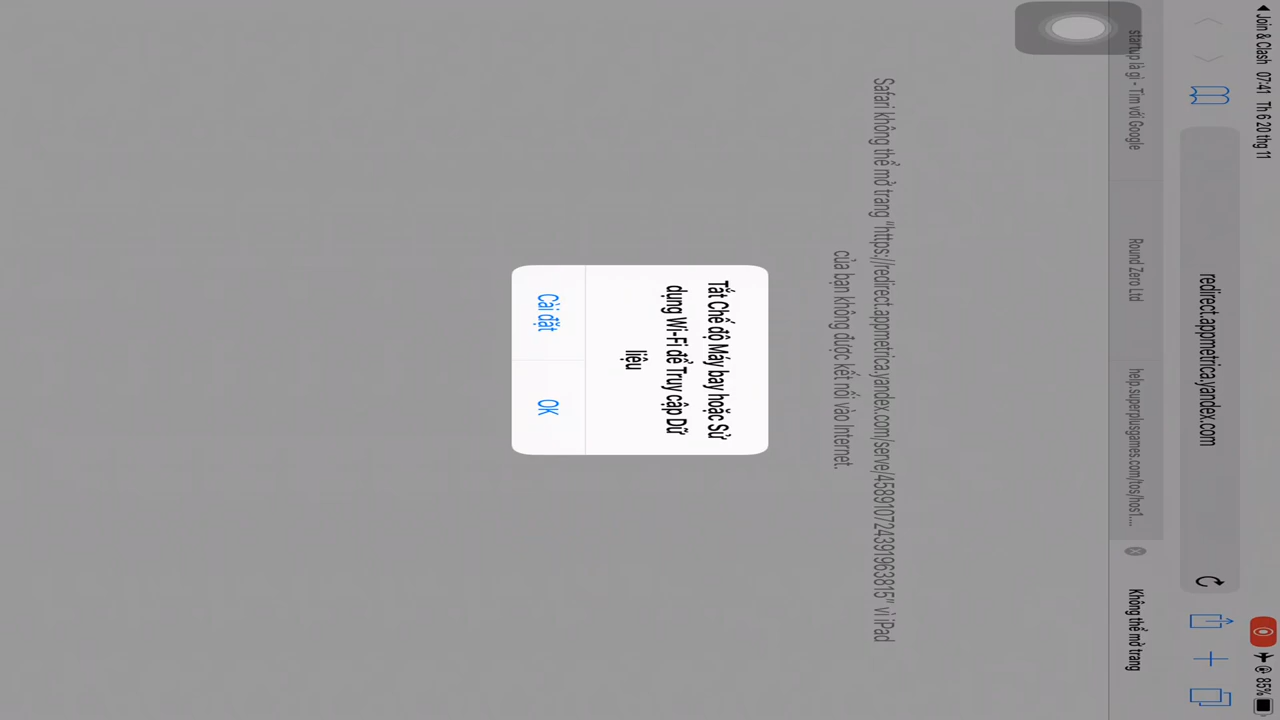 Join & Clash 07:41 Th 6 20 thg 11
85%
redirect.appmetrica.yandex.com
startup là gì - Tìm với Google
Round Zero Ltd
help.superplusgames.com/tos/hos1....
Không thể mở trang
Safari không thể mở trang "https://redirect.appmetrica.yandex.com/serve/458910724391963815" vì iPad
của bạn không được kết nối vào Internet.
Tắt Chế độ Máy bay hoặc Sử
dụng Wi-Fi để Truy cập Dữ
liệu
Cài đặt
OK